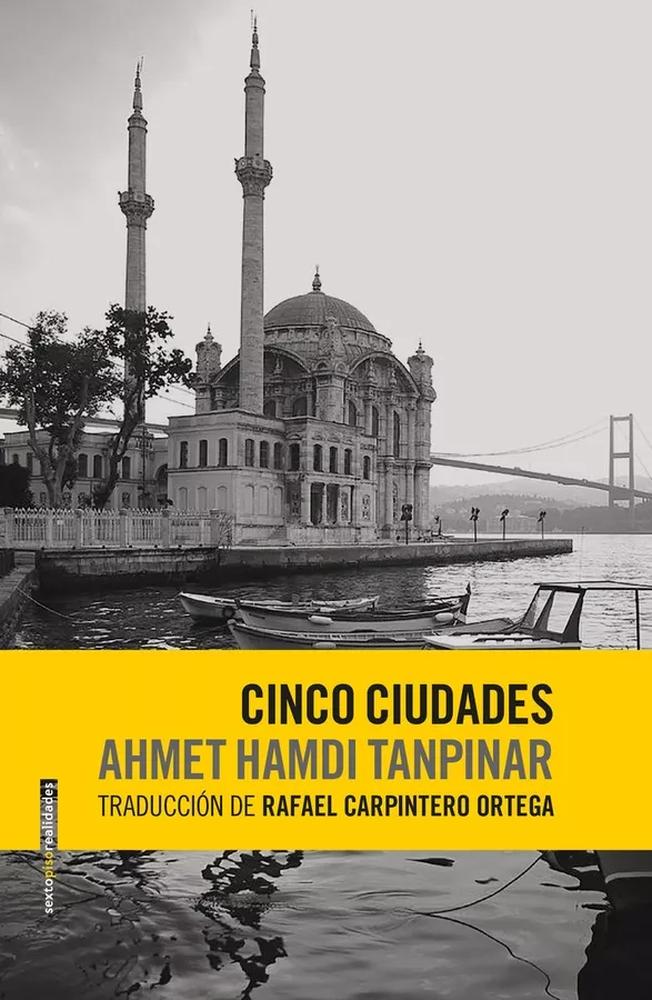 CINCO CIUDADES
AHMET HAMDI TANPINAR
TRADUCCIÓN DE RAFAEL CARPINTERO ORTEGA
sextopisorealidades